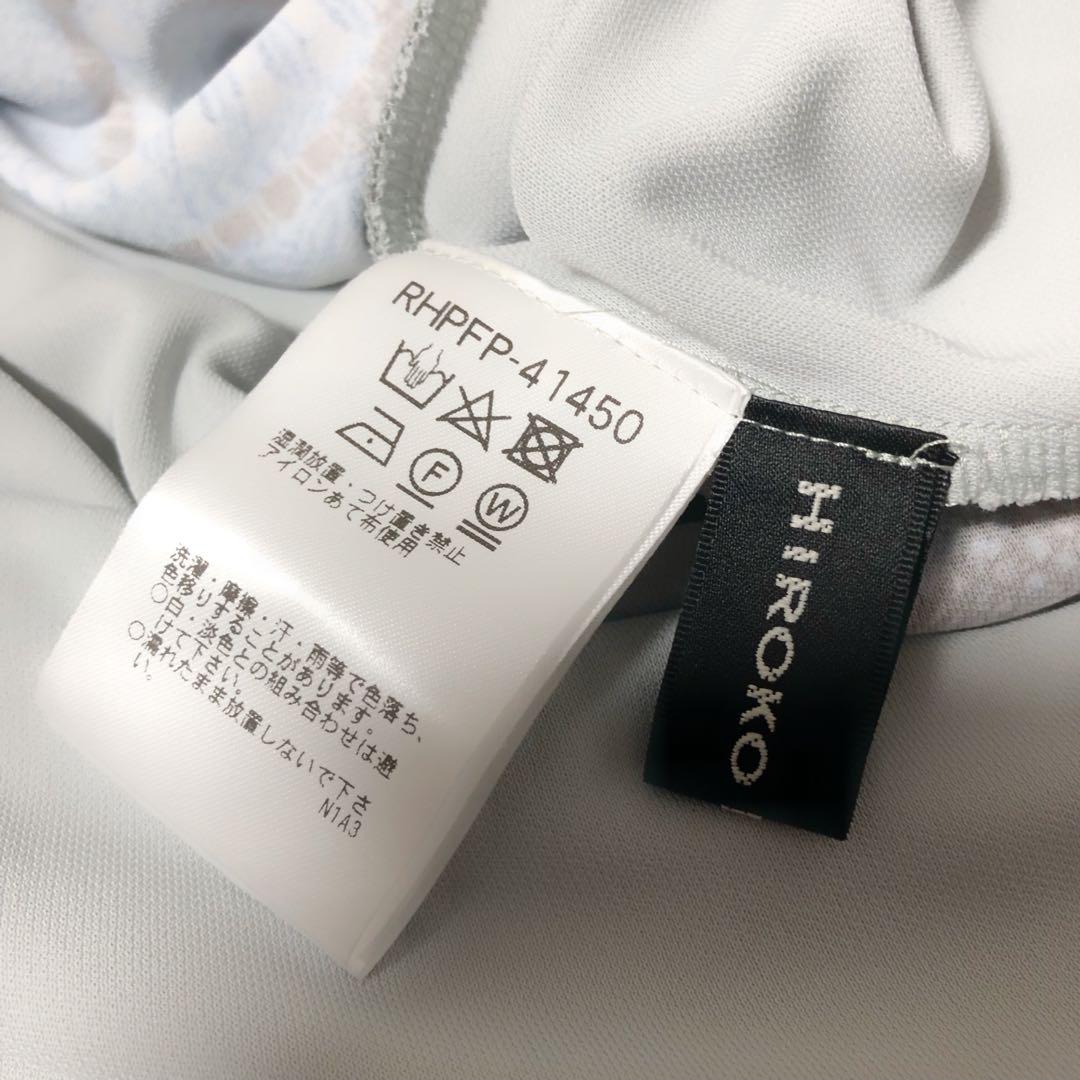 RHPFP-41450
F
W
湿潤放置・つけ置き禁止
アイロンあて布使用
洗濯・摩擦・汗・雨等で色落ち、
色移りすることがあります。
○白・淡色との組み合わせは避
けて下さい。
○濡れたまま放置しないで下さ
い。
N1A3
HIROKO